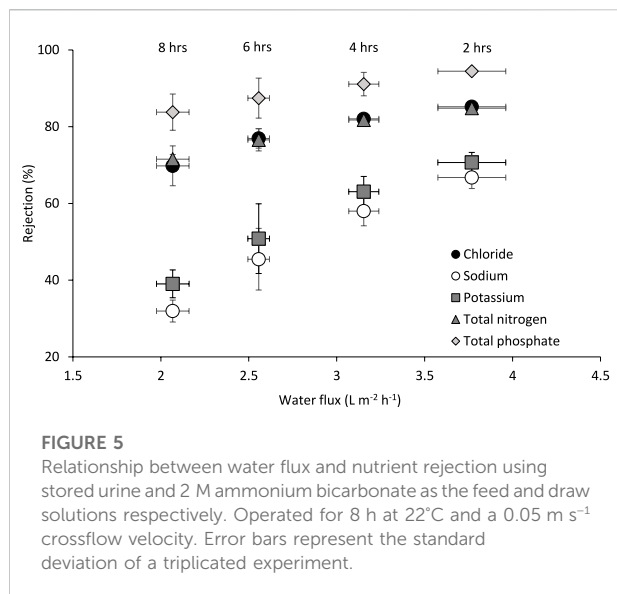 8 hrs 6 hrs 4 hrs 2 hrs
100
80
60
40
20
Rejection (%)
Chloride
Sodium
Potassium
Total nitrogen
Total phosphate
1.5 2 2.5 3 3.5 4 4.5
Water flux (L m⁻² h⁻¹)
FIGURE 5
Relationship between water flux and nutrient rejection using
stored urine and 2 M ammonium bicarbonate as the feed and draw
solutions respectively. Operated for 8 h at 22°C and a 0.05 m s⁻¹
crossflow velocity. Error bars represent the standard
deviation of a triplicated experiment.